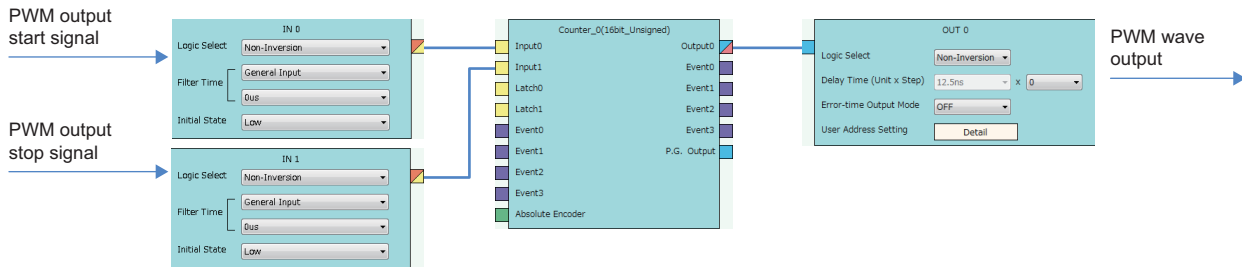 PWM output
start signal
IN 0
Logic Select
Non-Inversion
Filter Time
General Input
0us
Initial State
Low
PWM output
stop signal
IN 1
Logic Select
Non-Inversion
Filter Time
General Input
0us
Initial State
Low
Counter_0(16bit_Unsigned)
Input0
Output0
Input1
Event0
Latch0
Event1
Latch1
Event2
Event0
Event3
Event1
P.G. Output
Event2
Event3
Absolute Encoder
OUT 0
Logic Select
Non-Inversion
Delay Time (Unit x Step)
12.5ns
x
0
Error-time Output Mode
OFF
User Address Setting
Detail
PWM wave
output